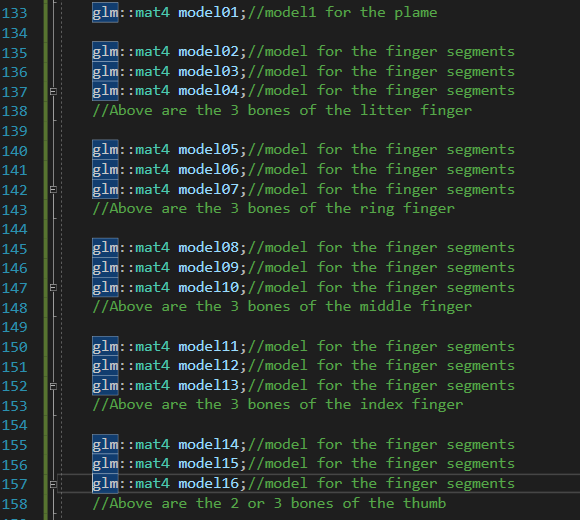 133 glm::mat4 model01;//model1 for the plame
134
135 glm::mat4 model02;//model for the finger segments
136 glm::mat4 model03;//model for the finger segments
137 glm::mat4 model04;//model for the finger segments
138 //Above are the 3 bones of the litter finger
139
140 glm::mat4 model05;//model for the finger segments
141 glm::mat4 model06;//model for the finger segments
142 glm::mat4 model07;//model for the finger segments
143 //Above are the 3 bones of the ring finger
144
145 glm::mat4 model08;//model for the finger segments
146 glm::mat4 model09;//model for the finger segments
147 glm::mat4 model10;//model for the finger segments
148 //Above are the 3 bones of the middle finger
149
150 glm::mat4 model11;//model for the finger segments
151 glm::mat4 model12;//model for the finger segments
152 glm::mat4 model13;//model for the finger segments
153 //Above are the 3 bones of the index finger
154
155 glm::mat4 model14;//model for the finger segments
156 glm::mat4 model15;//model for the finger segments
157 glm::mat4 model16;//model for the finger segments
158 //Above are the 2 or 3 bones of the thumb